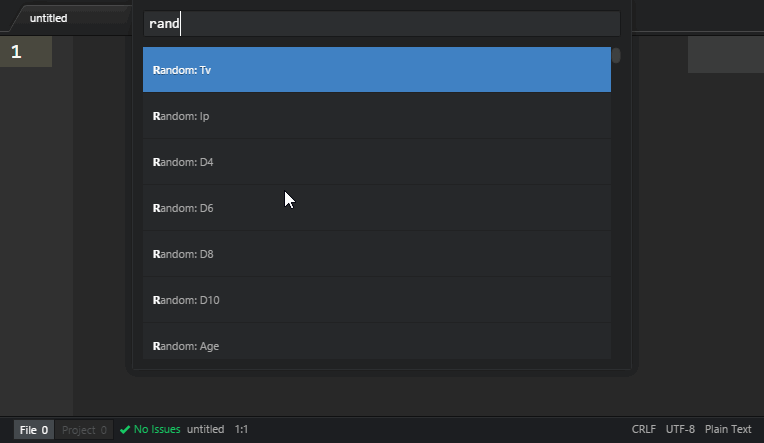 untitled
rand
1
Random: Tv
Random: Ip
Random: D4
Random: D6
Random: D8
Random: D10
Random: Age
File 0 Project 0 No Issues untitled 1:1 CRLF UTF-8 Plain Text